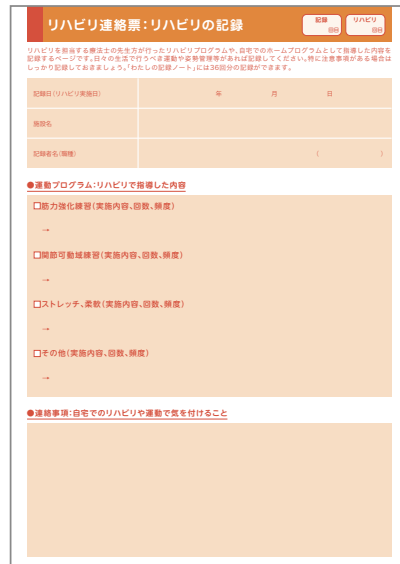 リハビリ連絡票：リハビリの記録
記録
リハビリ
リハビリを担当する療法士の先生方が行ったリハビリプログラムや、自宅でのホームプログラムとして指導した内容を
記録するページです。日々の生活で行うべき運動や姿勢管理等があれば記録してください。特に注意事項がある場合は
しっかり記録しておきましょう。「わたしの記録ノート」には36回分の記録ができます。
記録日（リハビリ実施日） 年 月 日
施設名
記録者名（職種） （ ）
●運動プログラム：リハビリで指導した内容
□筋力強化練習（実施内容、回数、頻度）
→
□関節可動域練習（実施内容、回数、頻度）
→
□ストレッチ、柔軟（実施内容、回数、頻度）
→
□その他（実施内容、回数、頻度）
→
●連絡事項：自宅でのリハビリや運動で気を付けること